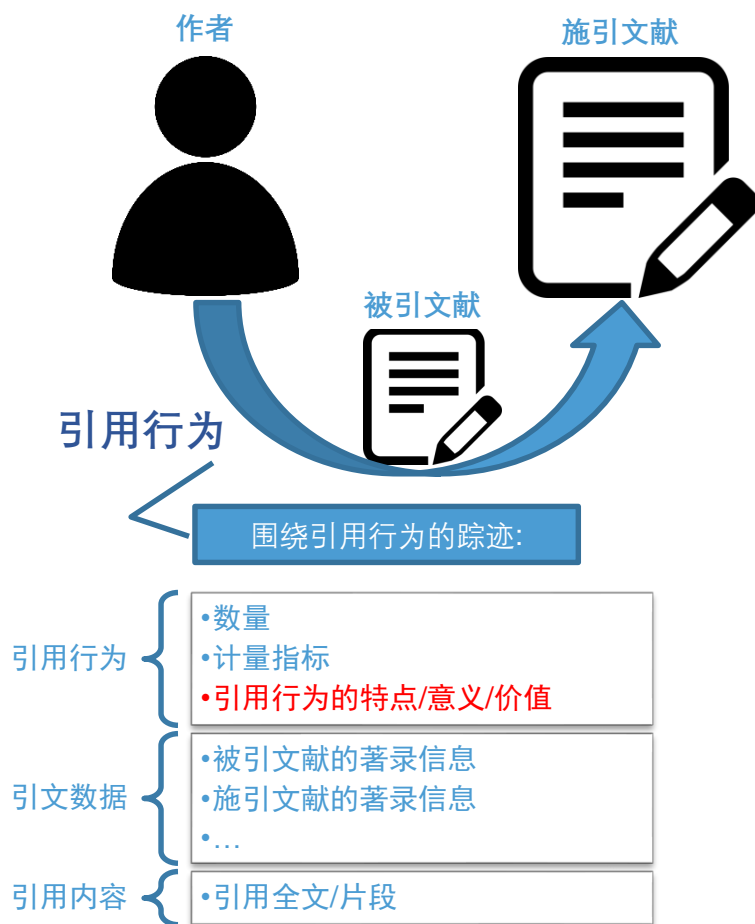 作者
施引文献
被引文献
引用行为
围绕引用行为的踪迹:
引用行为
•数量
•计量指标
•引用行为的特点/意义/价值
引文数据
•被引文献的著录信息
•施引文献的著录信息
•…
引用内容
•引用全文/片段